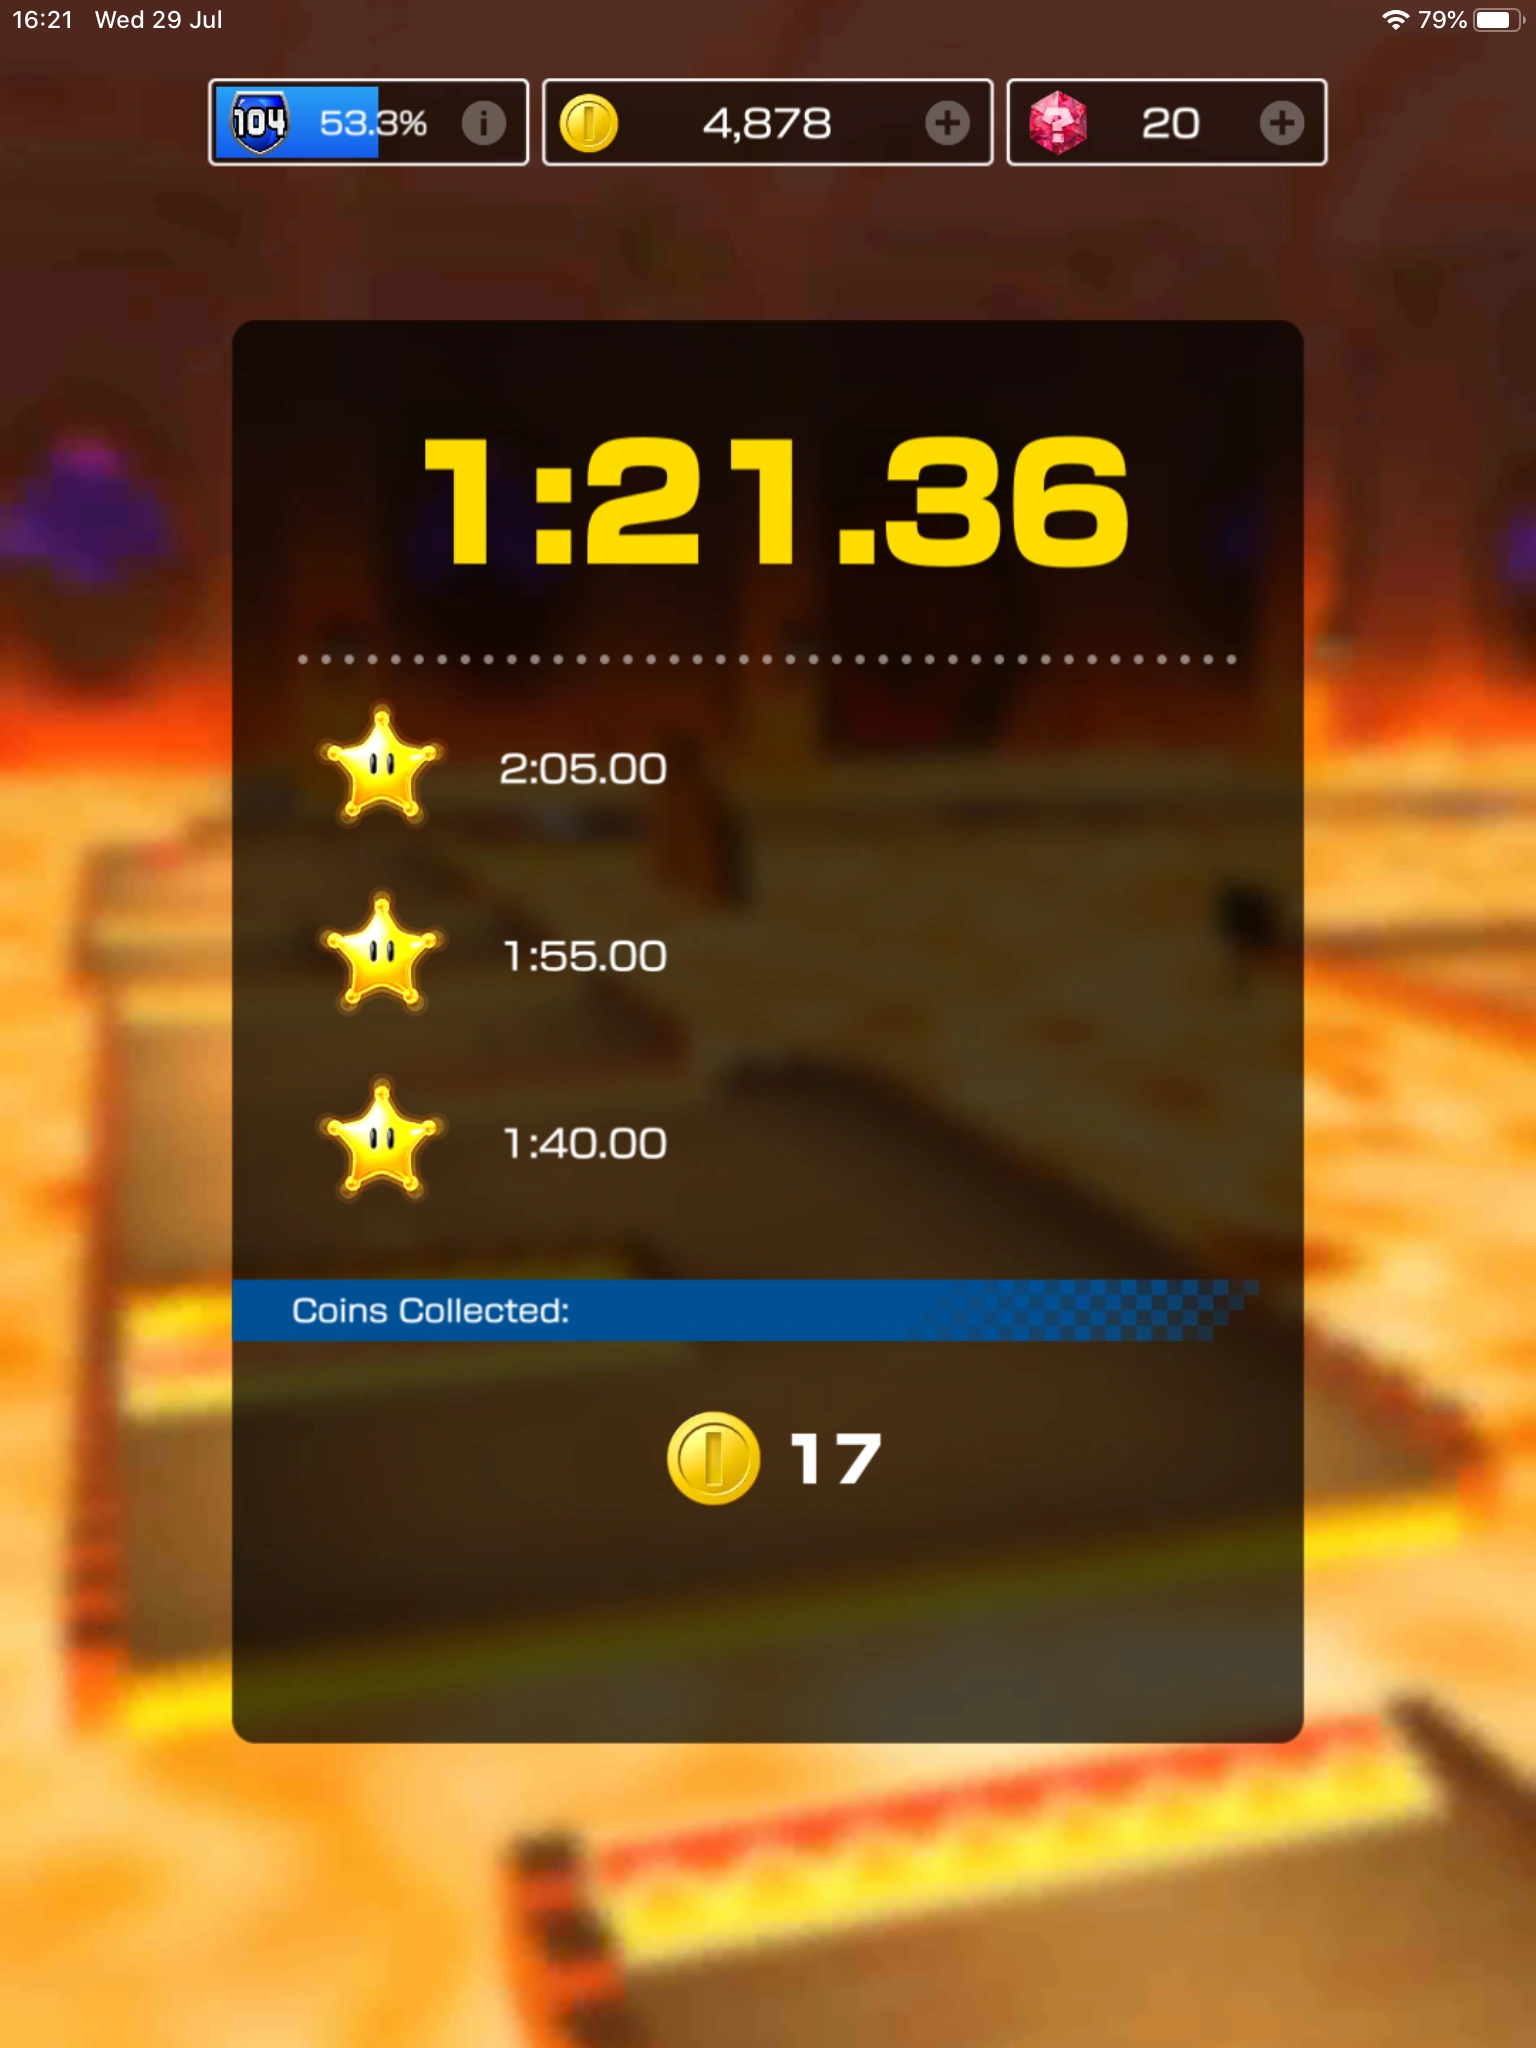 16:21 Wed 29 Jul 79%
104 53.3% i 4,878 + ? 20 +
1:21.36
2:05.00
1:55.00
1:40.00
Coins Collected:
17